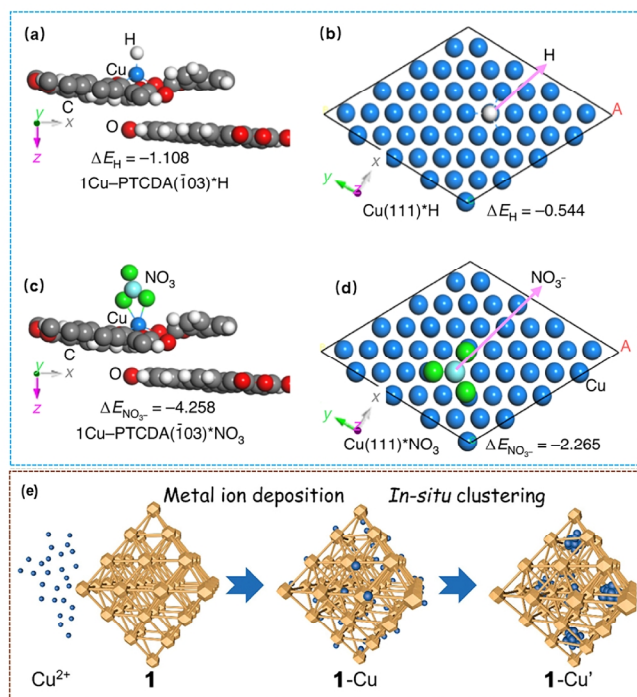 (a)
H
Cu
C
O
y
x
z
ΔE_H = −1.108
1Cu–PTCDA(1̄03)*H
(b)
H
A
x
y
z
Cu(111)*H ΔE_H = −0.544
(c)
NO₃
Cu
C
O
y
x
z
ΔE_NO₃⁻ = −4.258
1Cu–PTCDA(1̄03)*NO₃
(d)
NO₃⁻
A
Cu
x
y
z
Cu(111)*NO₃ ΔE_NO₃⁻ = −2.265
(e)
Metal ion deposition In-situ clustering
Cu²⁺ 1 1-Cu 1-Cu’